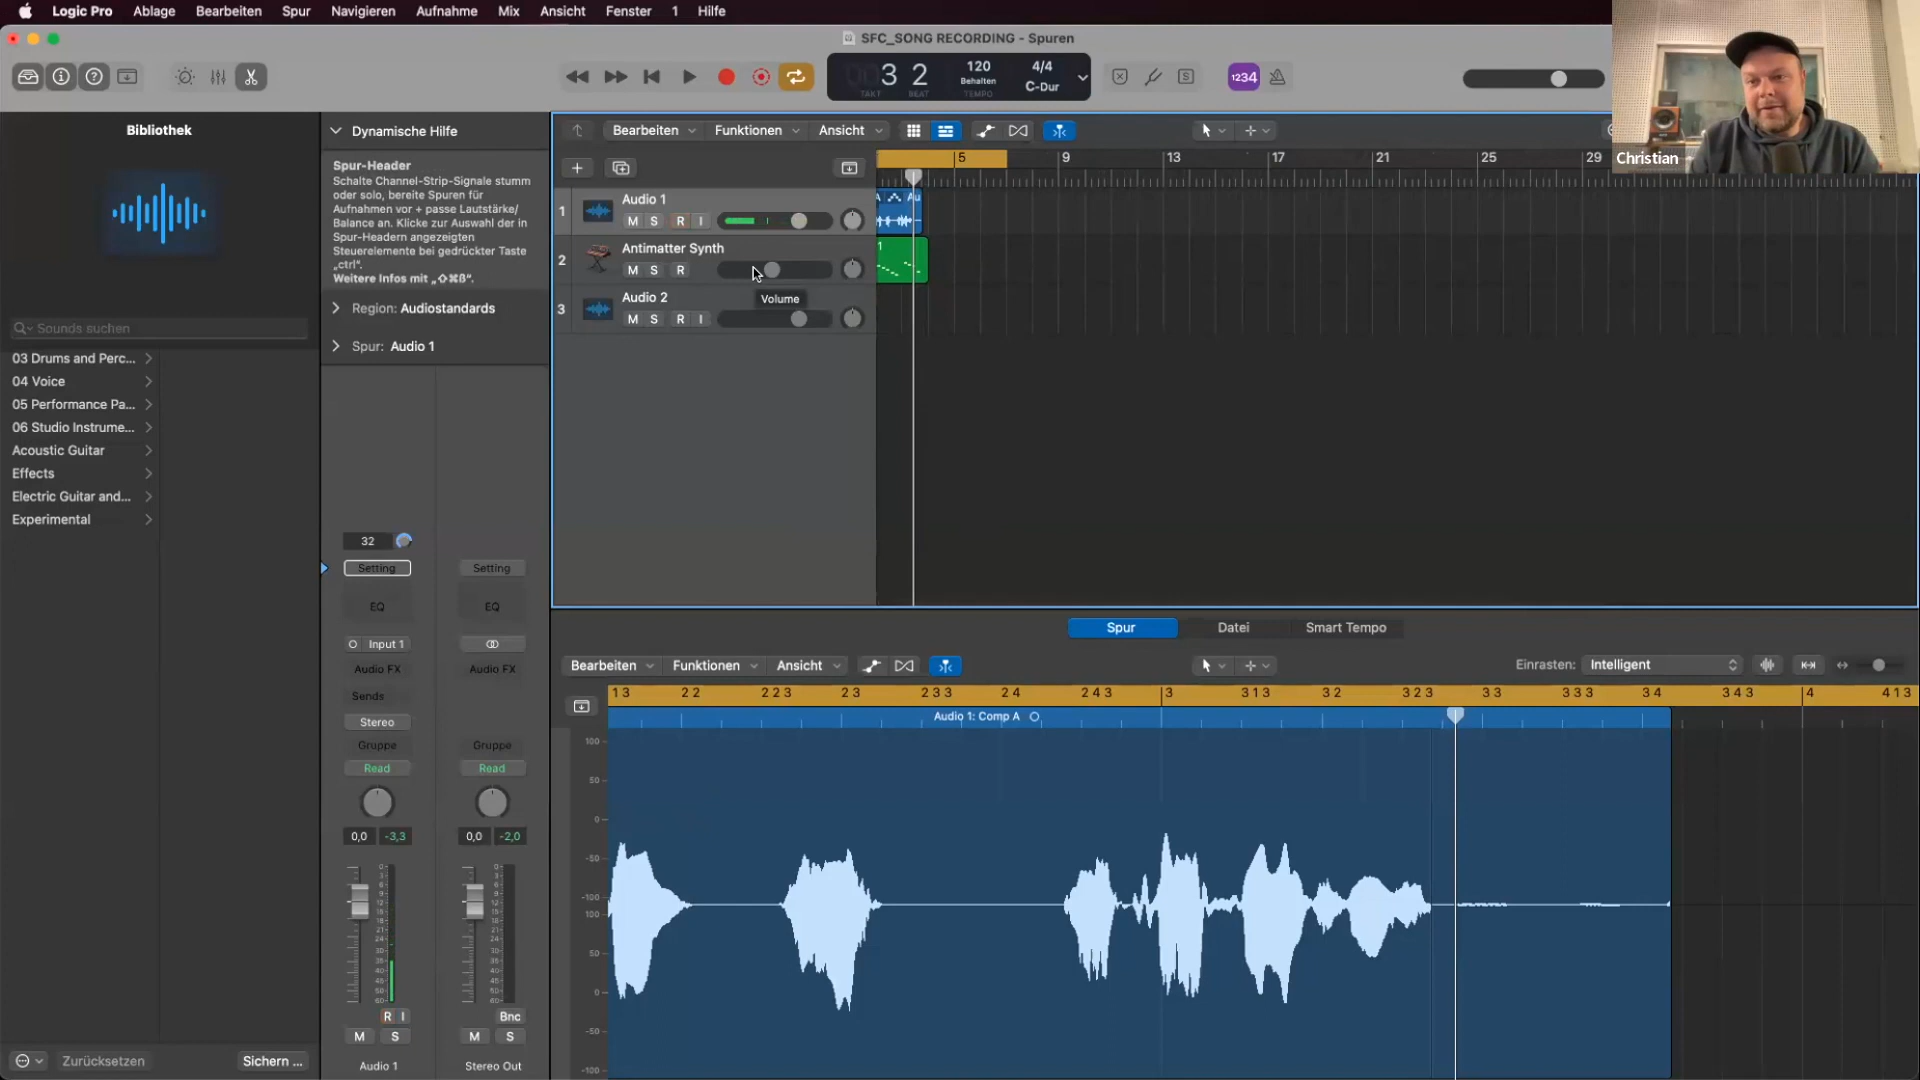 Logic Pro Ablage Bearbeiten Spur Navigieren Aufnahme Mix Ansicht Fenster 1 Hilfe
SFC_SONG RECORDING - Spuren
3 2 120 4/4
Behalten C-Dur
TAKT BEAT TEMPO
S 1234
Christian
Bibliothek
Sounds suchen
03 Drums and Perc...
04 Voice
05 Performance Pa...
06 Studio Instrume...
Acoustic Guitar
Effects
Electric Guitar and...
Experimental
Zurücksetzen Sichern ...
Dynamische Hilfe
Spur-Header
Schalte Channel-Strip-Signale stumm
oder solo, bereite Spuren für
Aufnahmen vor + passe Lautstärke/
Balance an. Klicke zur Auswahl der in
Spur-Headern angezeigten
Steuerelemente bei gedrückter Taste
„ctrl“.
Weitere Infos mit „⇧⌘ß“.
Region: Audiostandards
Spur: Audio 1
32
Setting Setting
EQ EQ
Input 1
Audio FX Audio FX
Sends
Stereo
Gruppe Gruppe
Read Read
0,0 -3,3 0,0 -2,0
R I Bnc
M S M S
Audio 1 Stereo Out
Bearbeiten Funktionen Ansicht
5 9 13 17 21 25 29
1 Audio 1
M S R I
2 Antimatter Synth
M S R
Volume
3 Audio 2
M S R I
Spur Datei Smart Tempo
Bearbeiten Funktionen Ansicht Einrasten: Intelligent
1 3 2 2 2 2 3 2 3 2 3 3 2 4 2 4 3 3 3 1 3 3 2 3 2 3 3 3 3 3 3 3 4 3 4 3 4 4 1 3
Audio 1: Comp A
100
50
0
-50
-100
100
50
0
-50
-100